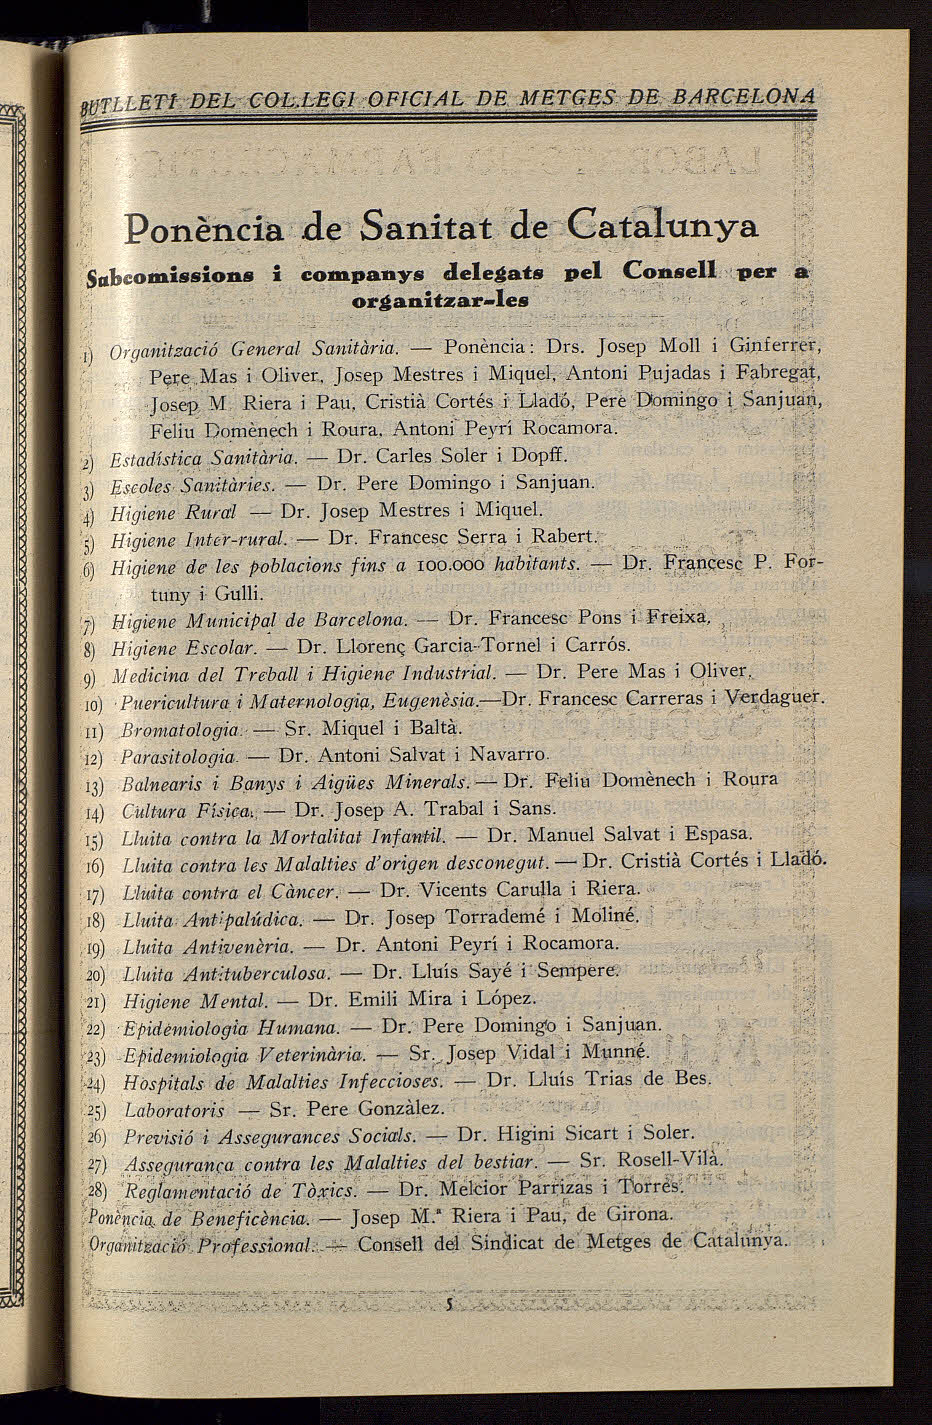 BUTLLETÍ DEL COL.LEGI OFICIAL DE METGES DE BARCELONA
Ponència de Sanitat de Catalunya
Subcomissions i companys delegats pel Consell per a
organitzar-les
1) Organització General Sanitària. — Ponència: Drs. Josep Moll i Ginferrer,
Pere Mas i Oliver, Josep Mestres i Miquel, Antoni Pujadas i Fabregat,
Josep M. Riera i Pau, Cristià Cortés i Lladó, Pere Domingo i Sanjuan,
Feliu Domènech i Roura, Antoni Peyrí Rocamora.
2) Estadística Sanitària. — Dr. Carles Soler i Dopff.
3) Escoles Sanitàries. — Dr. Pere Domingo i Sanjuan.
4) Higiene Rural — Dr. Josep Mestres i Miquel.
5) Higiene Inter-rural. — Dr. Francesc Serra i Rabert.
6) Higiene de les poblacions fins a 100.000 habitants. — Dr. Francesc P. For-
tuny i Gulli.
7) Higiene Municipal de Barcelona. — Dr. Francesc Pons i Freixa.
8) Higiene Escolar. — Dr. Llorenç Garcia-Tornel i Carrós.
9) Medicina del Treball i Higiene Industrial. — Dr. Pere Mas i Oliver.
10) Puericultura i Maternologia, Eugenèsia.—Dr. Francesc Carreras i Verdaguer.
11) Bromatologia. — Sr. Miquel i Baltà.
12) Parasitologia. — Dr. Antoni Salvat i Navarro.
13) Balnearis i Banys i Aigües Minerals. — Dr. Feliu Domènech i Roura
14) Cultura Física. — Dr. Josep A. Trabal i Sans.
15) Lluita contra la Mortalitat Infantil. — Dr. Manuel Salvat i Espasa.
16) Lluita contra les Malalties d'origen desconegut. — Dr. Cristià Cortés i Lladó.
17) Lluita contra el Càncer. — Dr. Vicents Carulla i Riera.
18) Lluita Antipalúdica. — Dr. Josep Torrademé i Moliné.
19) Lluita Antivenèria. — Dr. Antoni Peyrí i Rocamora.
20) Lluita Antituberculosa. — Dr. Lluís Sayé i Sempere.
21) Higiene Mental. — Dr. Emili Mira i López.
22) Epidemiologia Humana. — Dr. Pere Domingo i Sanjuan.
23) Epidemiologia Veterinària. — Sr. Josep Vidal i Munné.
24) Hospitals de Malalties Infeccioses. — Dr. Lluís Trias de Bes.
25) Laboratoris — Sr. Pere Gonzàlez.
26) Previsió i Assegurances Socials. — Dr. Higini Sicart i Soler.
27) Assegurança contra les Malalties del bestiar. — Sr. Rosell-Vilà.
28) Reglamentació de Tòxics. — Dr. Melcior Parrizas i Torres.
Ponència de Beneficència. — Josep M.ª Riera i Pau, de Girona.
Organització Professional. — Consell del Sindicat de Metges de Catalunya.
5